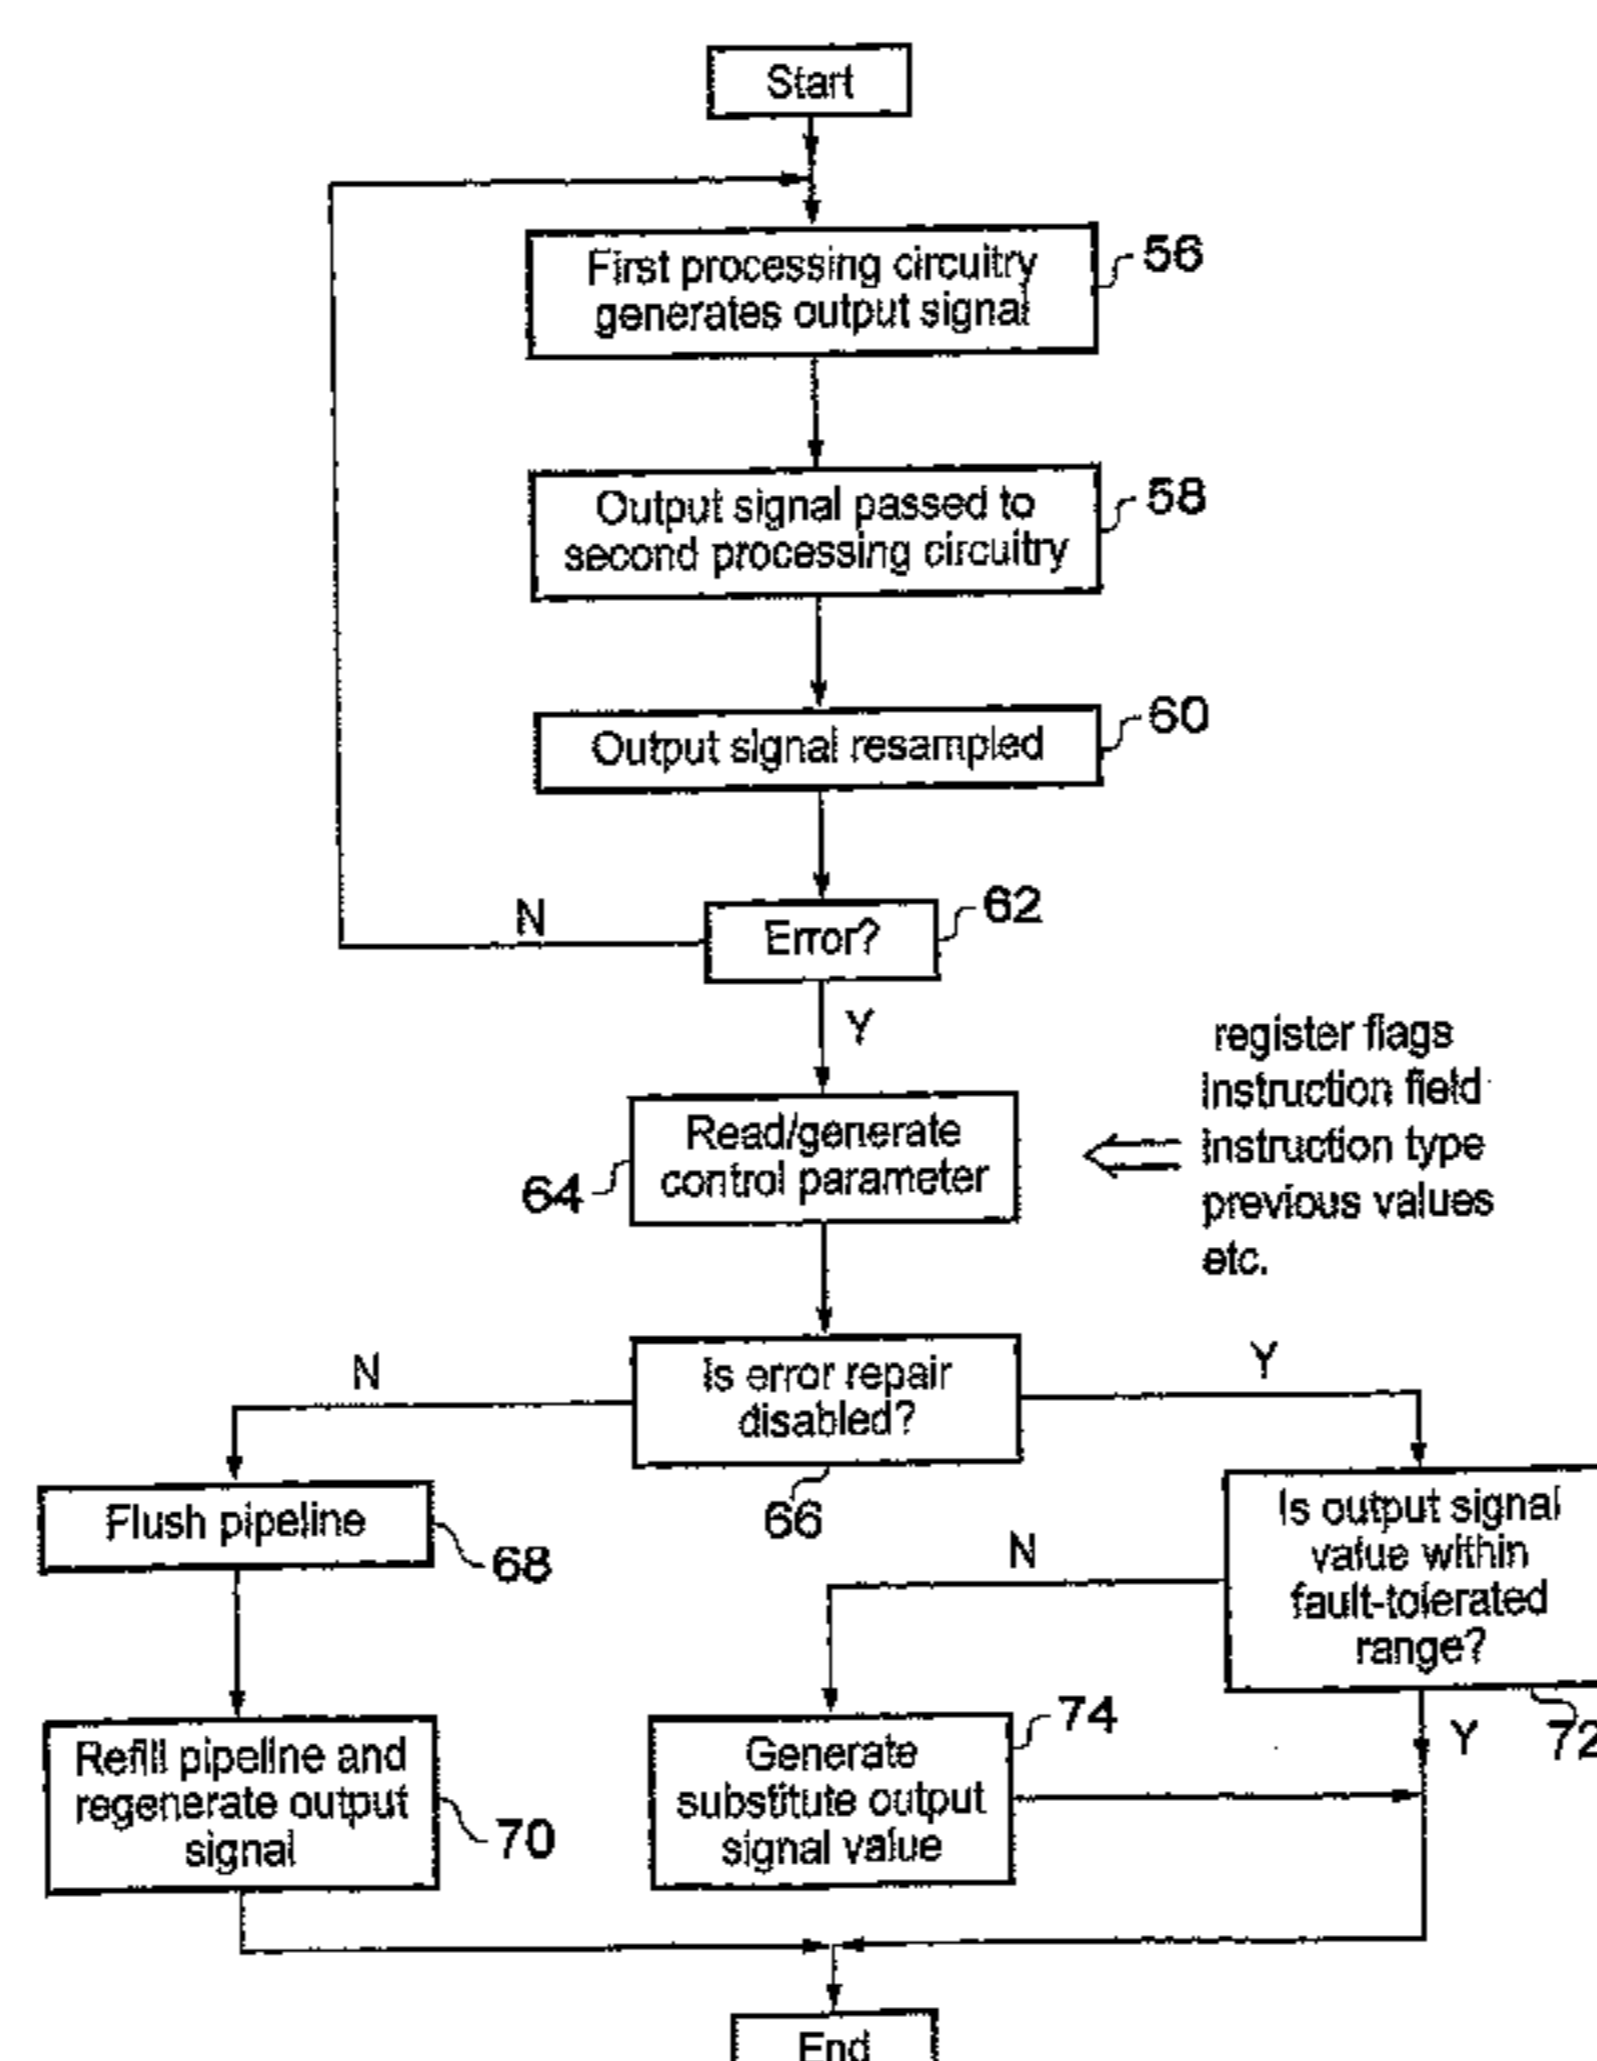 Start
First processing circuitry
generates output signal
56
Output signal passed to
second processing circuitry
58
Output signal resampled
60
Error?
62
N
Y
Read/generate
control parameter
64
register flags
instruction field
instruction type
previous values
etc.
Is error repair
disabled?
66
N
Y
Flush pipeline
68
Is output signal
value within
fault-tolerated
range?
72
N
Y
Refill pipeline and
regenerate output
signal
70
Generate
substitute output
signal value
74
End